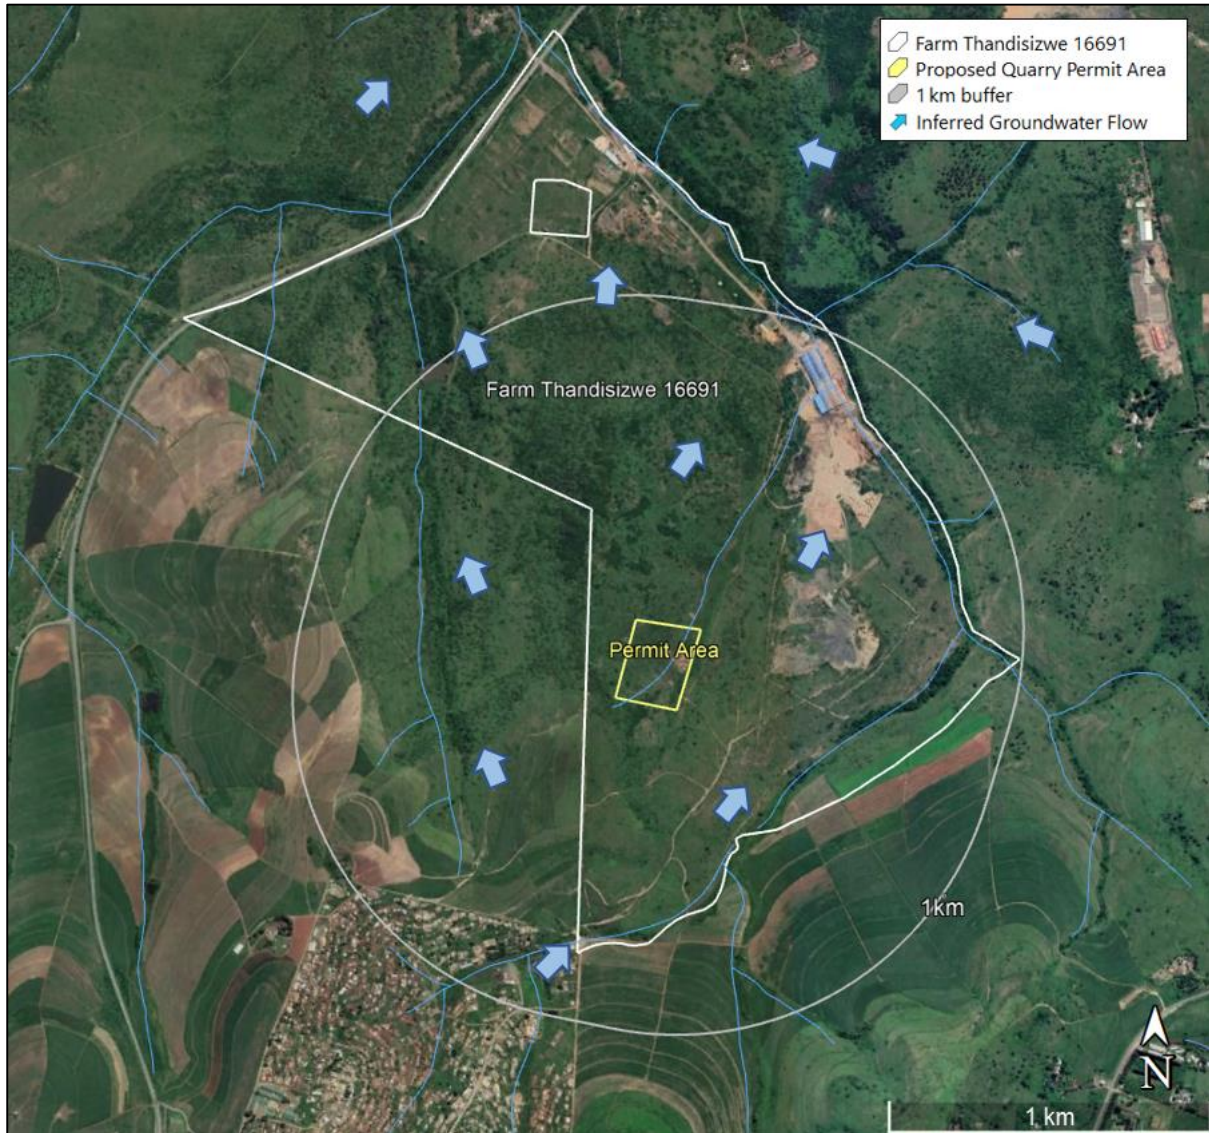 Farm Thandisizwe 16691
Proposed Quarry Permit Area
1 km buffer
Inferred Groundwater Flow
Farm Thandisizwe 16691
Permit Area
1km
N
1 km